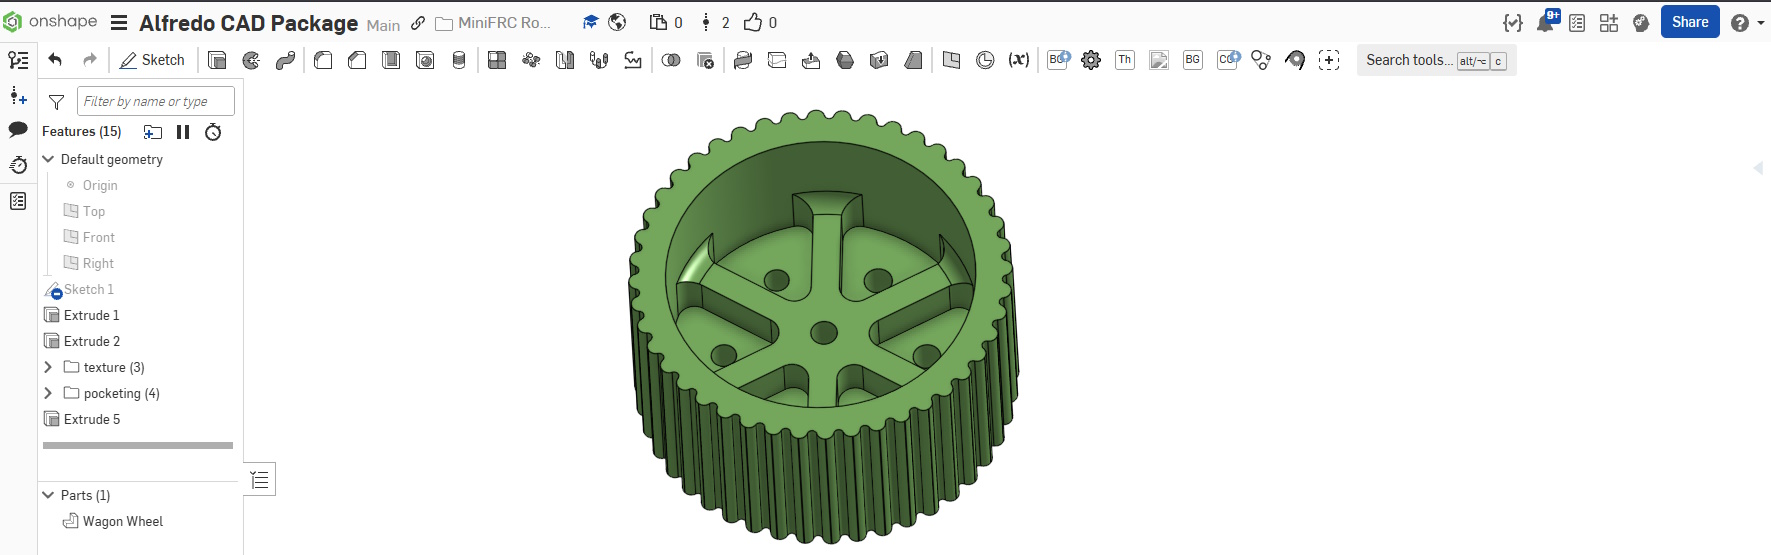 onshape Alfredo CAD Package Main MiniFRC Ro... 0 2 0 9+ Share ?
Sketch (x) Th BG Search tools... alt/⌥ c
Filter by name or type
Features (15)
Default geometry
Origin
Top
Front
Right
Sketch 1
Extrude 1
Extrude 2
texture (3)
pocketing (4)
Extrude 5
Parts (1)
Wagon Wheel